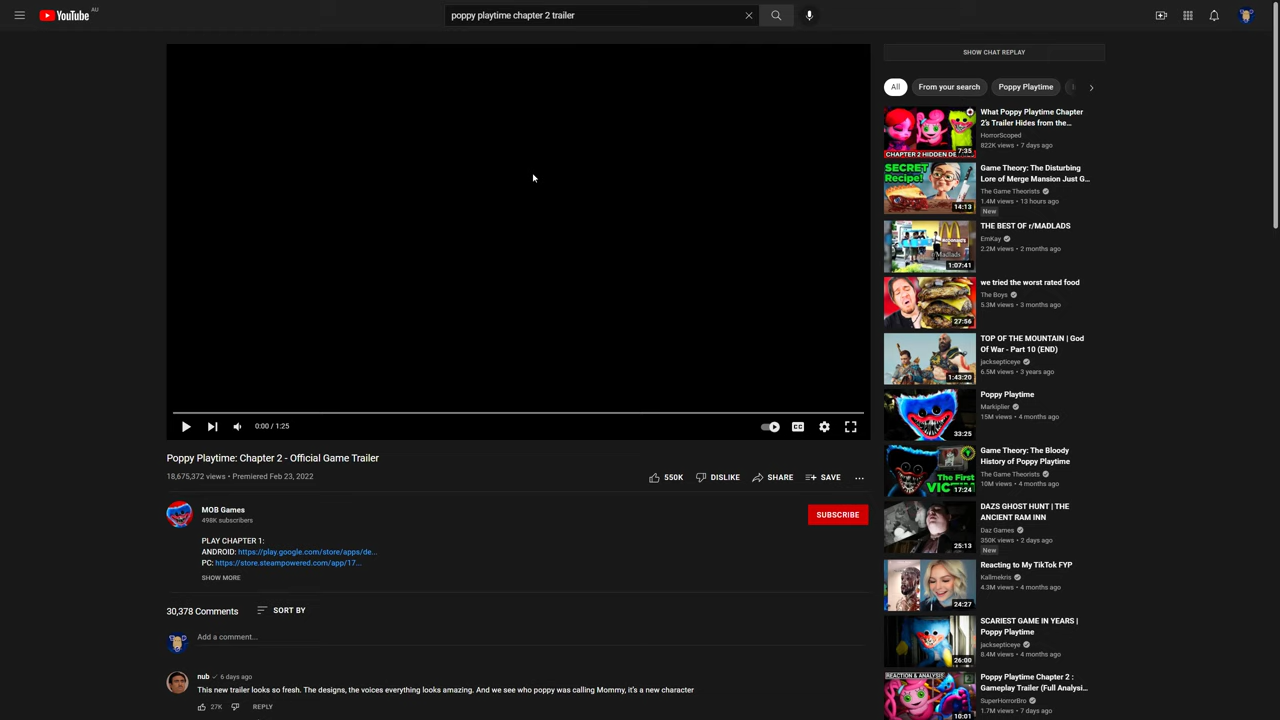 YouTube AU
poppy playtime chapter 2 trailer
SHOW CHAT REPLAY
All
From your search
Poppy Playtime
What Poppy Playtime Chapter
2's Trailer Hides from the...
HorrorScoped
822K views • 7 days ago
CHAPTER 2 HIDDEN DE
7:35
Game Theory: The Disturbing
Lore of Merge Mansion Just G...
The Game Theorists
1.4M views • 13 hours ago
New
SECRET
Recipe!
14:13
THE BEST OF r/MADLADS
EmKay
2.2M views • 2 months ago
McDonald's
r/Madlads
1:07:41
we tried the worst rated food
The Boys
5.3M views • 3 months ago
27:56
TOP OF THE MOUNTAIN | God
Of War - Part 10 (END)
jacksepticeye
6.5M views • 3 years ago
1:43:20
Poppy Playtime
Markiplier
15M views • 4 months ago
33:25
Game Theory: The Bloody
History of Poppy Playtime
The Game Theorists
10M views • 4 months ago
The First
VICTIM
17:24
DAZS GHOST HUNT | THE
ANCIENT RAM INN
Daz Games
350K views • 2 days ago
New
25:13
Reacting to My TikTok FYP
Kallmekris
4.3M views • 4 months ago
24:27
SCARIEST GAME IN YEARS |
Poppy Playtime
jacksepticeye
8.4M views • 4 months ago
26:00
Poppy Playtime Chapter 2 :
Gameplay Trailer (Full Analysi...
SuperHorrorBro
1.7M views • 7 days ago
REACTION & ANALYSIS
10:01
0:00 / 1:25
CC
Poppy Playtime: Chapter 2 - Official Game Trailer
18,675,372 views • Premiered Feb 23, 2022
550K
DISLIKE
SHARE
SAVE
MOB Games
498K subscribers
SUBSCRIBE
PLAY CHAPTER 1:
ANDROID: https://play.google.com/store/apps/de...
PC: https://store.steampowered.com/app/17...
SHOW MORE
30,378 Comments
SORT BY
Add a comment...
nub 6 days ago
This new trailer looks so fresh. The designs, the voices everything looks amazing. And we see who poppy was calling Mommy, it's a new character
27K
REPLY